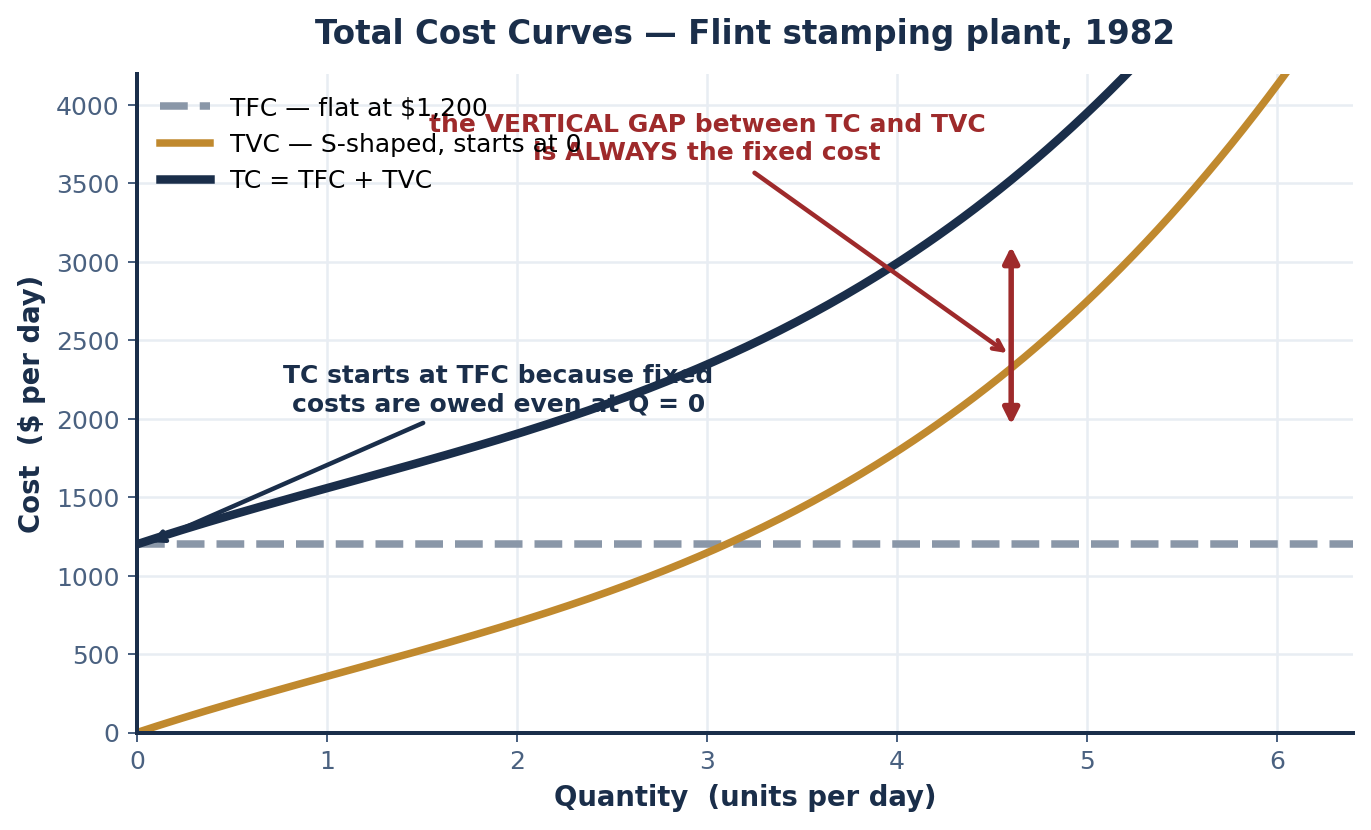 Total Cost Curves — Flint stamping plant, 1982
TFC — flat at $1,200
TVC — S-shaped, starts at 0
TC = TFC + TVC
the VERTICAL GAP between TC and TVC
is ALWAYS the fixed cost
TC starts at TFC because fixed
costs are owed even at Q = 0
Cost ($ per day)
4000
3500
3000
2500
2000
1500
1000
500
0
0 1 2 3 4 5 6
Quantity (units per day)